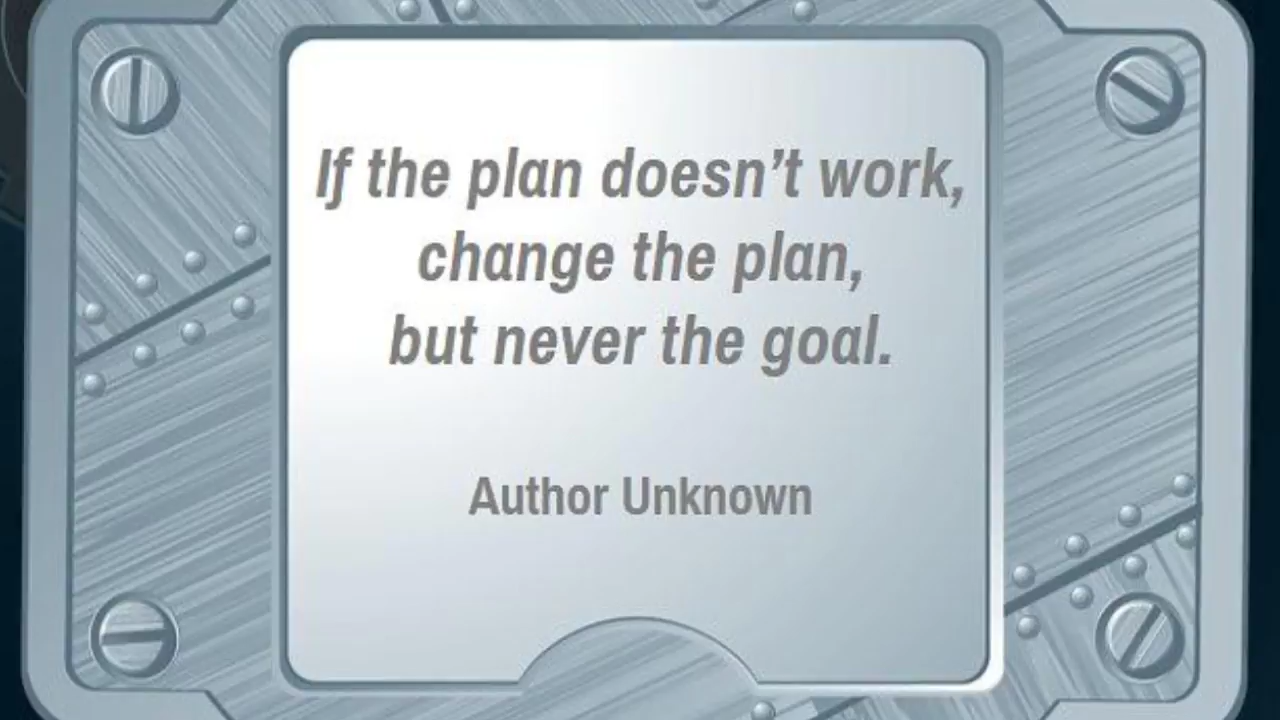 If the plan doesn’t work,
change the plan,
but never the goal.
Author Unknown